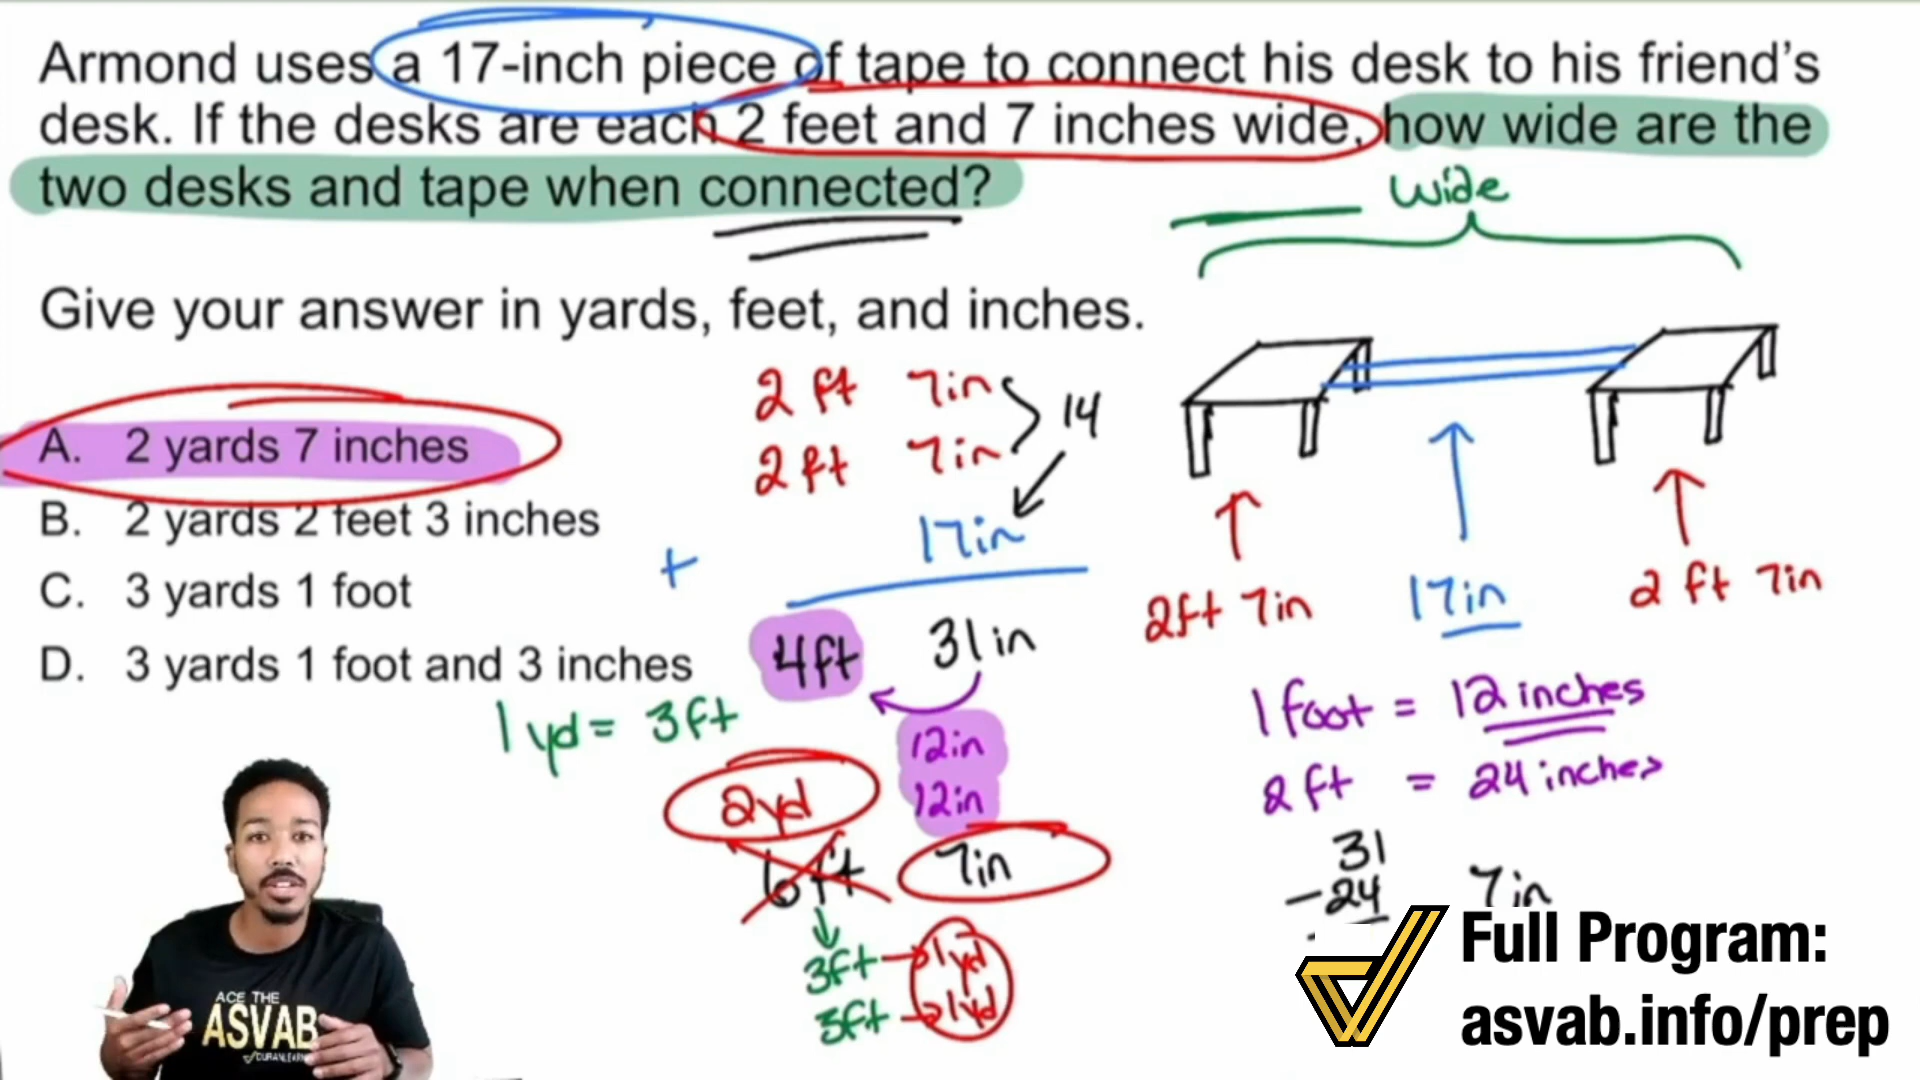 Armond uses a 17-inch piece of tape to connect his desk to his friend's
desk. If the desks are each 2 feet and 7 inches wide, how wide are the
two desks and tape when connected?
wide
Give your answer in yards, feet, and inches.
A. 2 yards 7 inches
B. 2 yards 2 feet 3 inches
C. 3 yards 1 foot
D. 3 yards 1 foot and 3 inches
2 ft 7in
14
2 ft 7in
+ 17in
4ft 31in
1 yd = 3ft
12in
12in
2yd
6ft 7in
3ft → 1yd
3ft → 1yd
2ft 7in 17in 2 ft 7in
1 foot = 12 inches
2 ft = 24 inches
31
- 24 7in
ACE THE
ASVAB
Full Program:
asvab.info/prep